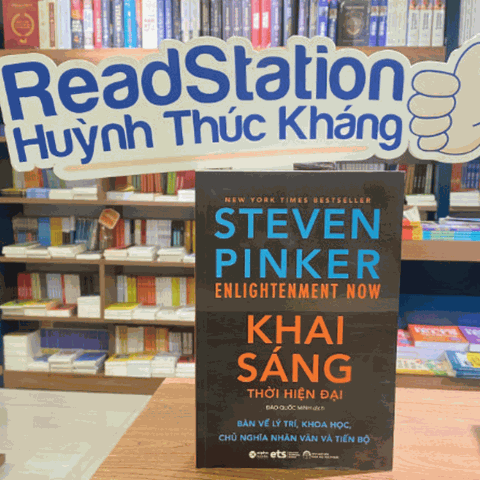 ReadStation
Huỳnh Thúc Kháng
NEW YORK TIMES BESTSELLER
STEVEN
PINKER
ENLIGHTENMENT NOW
KHAI
SÁNG
THỜI HIỆN ĐẠI
ĐÀO QUỐC MINH dịch
BÀN VỀ LÝ TRÍ, KHOA HỌC,
CHỦ NGHĨA NHÂN VĂN VÀ TIẾN BỘ
ets